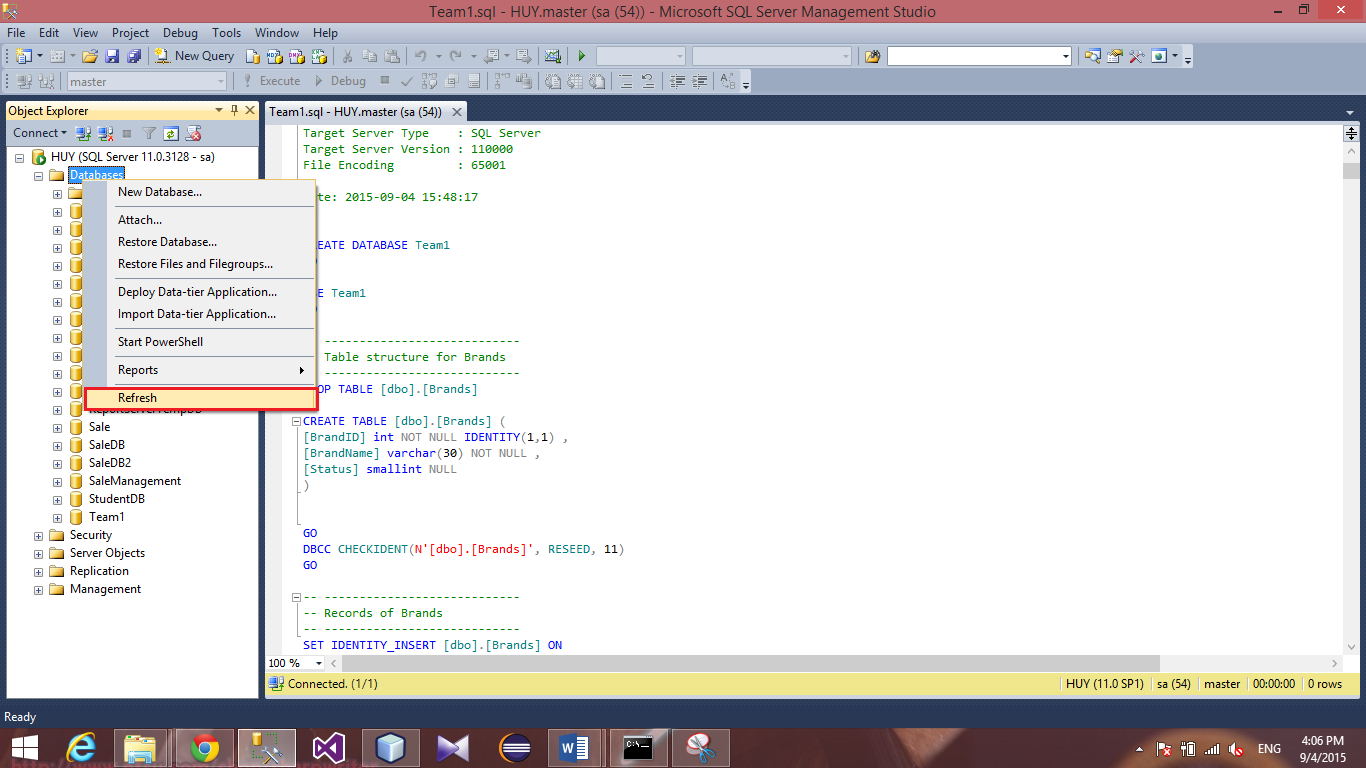 Team1.sql - HUY.master (sa (54)) - Microsoft SQL Server Management Studio
File Edit View Project Debug Tools Window Help
New Query
master Execute Debug
Object Explorer
Connect
HUY (SQL Server 11.0.3128 - sa)
Databases
New Database...
Attach...
Restore Database...
Restore Files and Filegroups...
Deploy Data-tier Application...
Import Data-tier Application...
Start PowerShell
Reports
Refresh
Sale
SaleDB
SaleDB2
SaleManagement
StudentDB
Team1
Security
Server Objects
Replication
Management
Team1.sql - HUY.master (sa (54))
Target Server Type : SQL Server
Target Server Version : 110000
File Encoding : 65001
: 2015-09-04 15:48:17
DATABASE Team1
Team1
---------------------------
Table structure for Brands
---------------------------
TABLE [dbo].[Brands]
CREATE TABLE [dbo].[Brands] (
[BrandID] int NOT NULL IDENTITY(1,1) ,
[BrandName] varchar(30) NOT NULL ,
[Status] smallint NULL
)
GO
DBCC CHECKIDENT(N'[dbo].[Brands]', RESEED, 11)
GO
-- ----------------------------
-- Records of Brands
-- ----------------------------
SET IDENTITY_INSERT [dbo].[Brands] ON
100 %
Connected. (1/1)
HUY (11.0 SP1) sa (54) master 00:00:00 0 rows
Ready
ENG
4:06 PM
9/4/2015